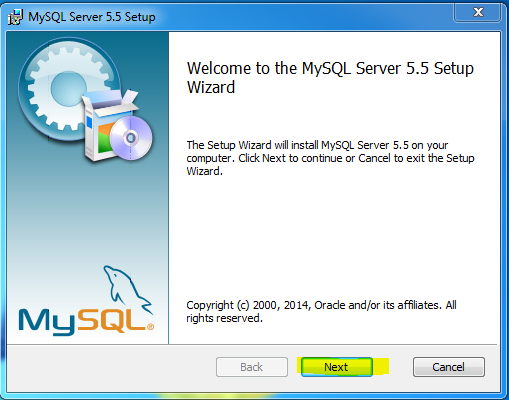 MySQL Server 5.5 Setup
Welcome to the MySQL Server 5.5 Setup
Wizard
The Setup Wizard will install MySQL Server 5.5 on your
computer. Click Next to continue or Cancel to exit the Setup
Wizard.
MySQL®
Copyright (c) 2000, 2014, Oracle and/or its affiliates. All
rights reserved.
Back
Next
Cancel